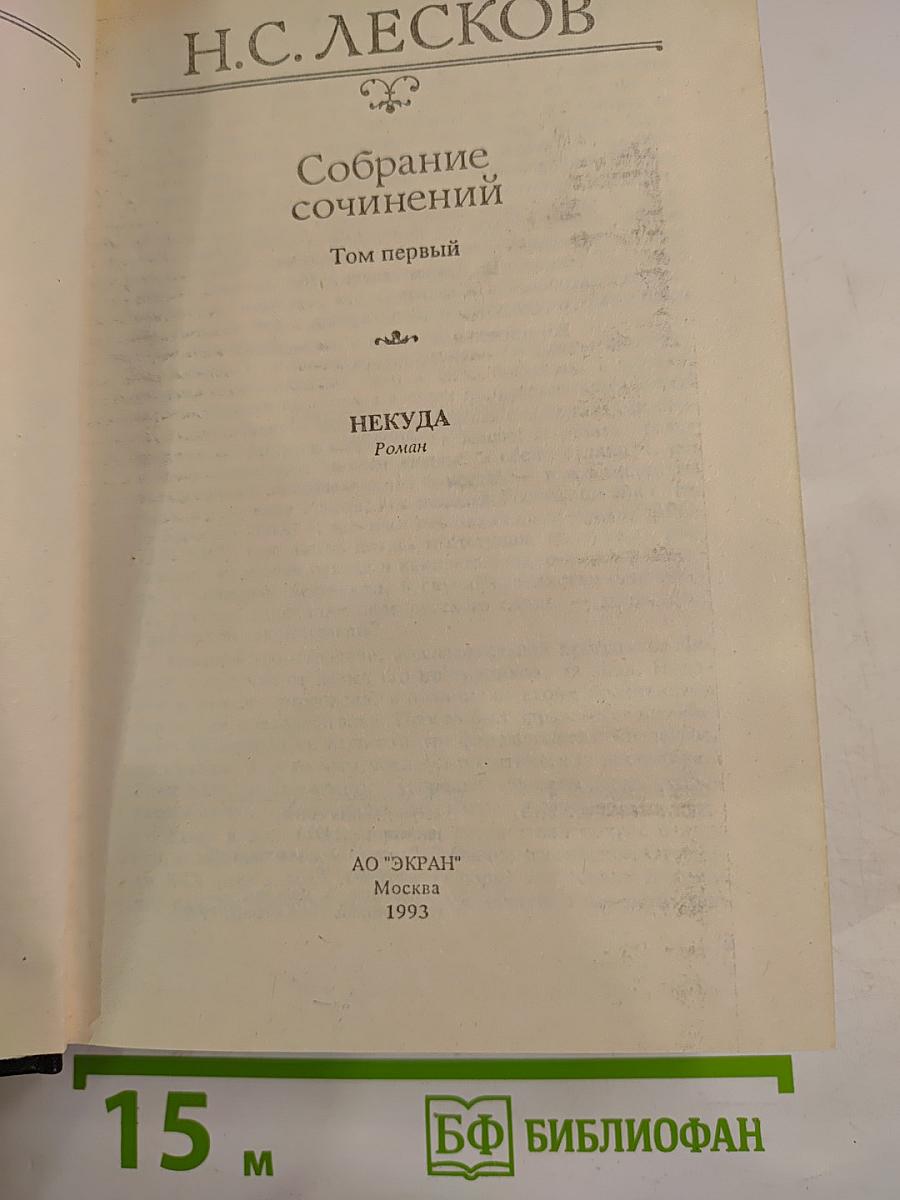 Н.С. ЛЕСКОВ
Собрание
сочинений
Том первый
НЕКУДА
Роман
АО "ЭКРАН"
Москва
1993
15 м
БФ БИБЛИОФАН